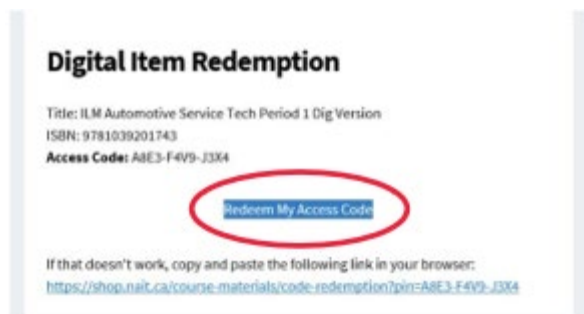 Digital Item Redemption
Title: ILM Automotive Service Tech Period 1 Dig Version
ISBN: 9781039201743
Access Code: A8E3-F4V9-J3X4
Redeem My Access Code
If that doesn't work, copy and paste the following link in your browser:
https://shop.nait.ca/course-materials/code-redemption?pin=A8E3-F4V9-J3X4